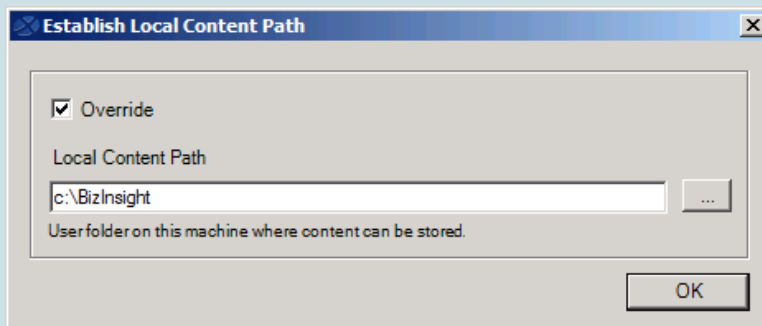 Establish Local Content Path
Override
Local Content Path
c:\BizInsight
...
User folder on this machine where content can be stored.
OK